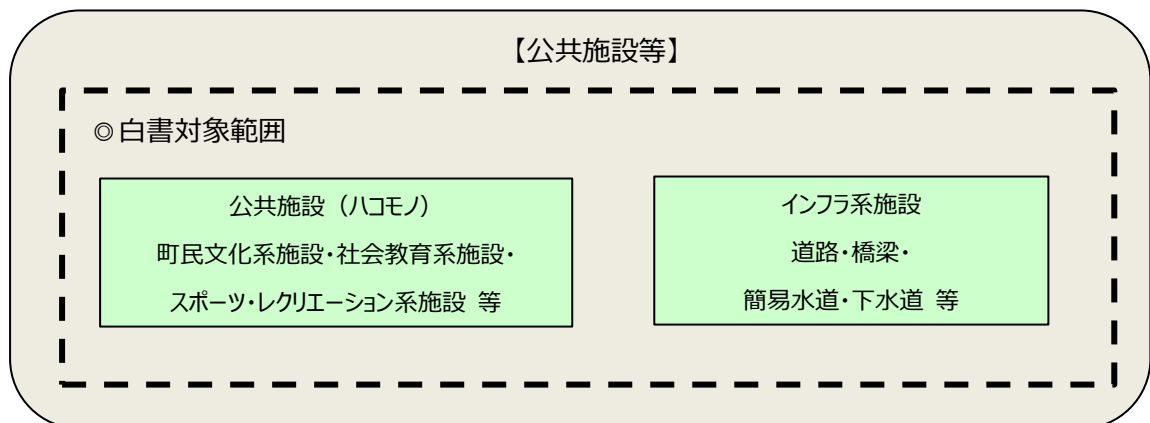 【公共施設等】
◎白書対象範囲
公共施設（ハコモノ）
町民文化系施設・社会教育系施設・
スポーツ・レクリエーション系施設 等
インフラ系施設
道路・橋梁・
簡易水道・下水道 等